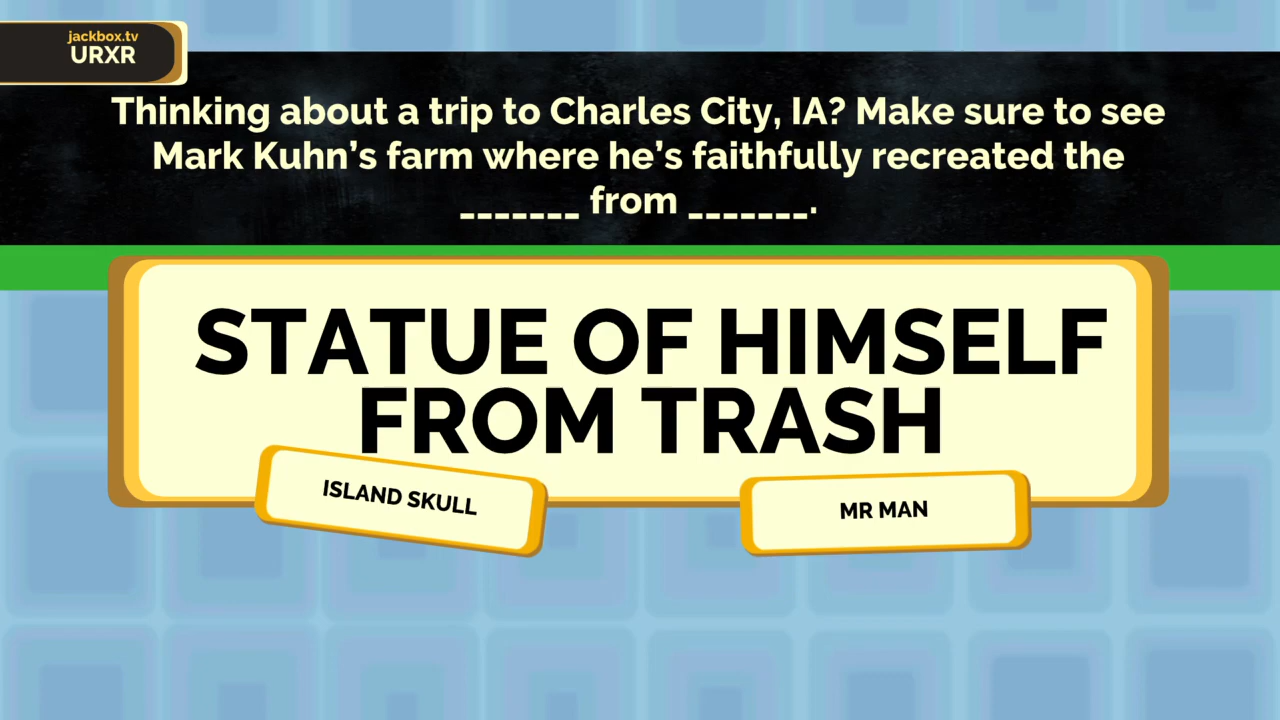 jackbox.tv
URXR
Thinking about a trip to Charles City, IA? Make sure to see
Mark Kuhn’s farm where he’s faithfully recreated the
_______ from _______.
STATUE OF HIMSELF
FROM TRASH
ISLAND SKULL
MR MAN